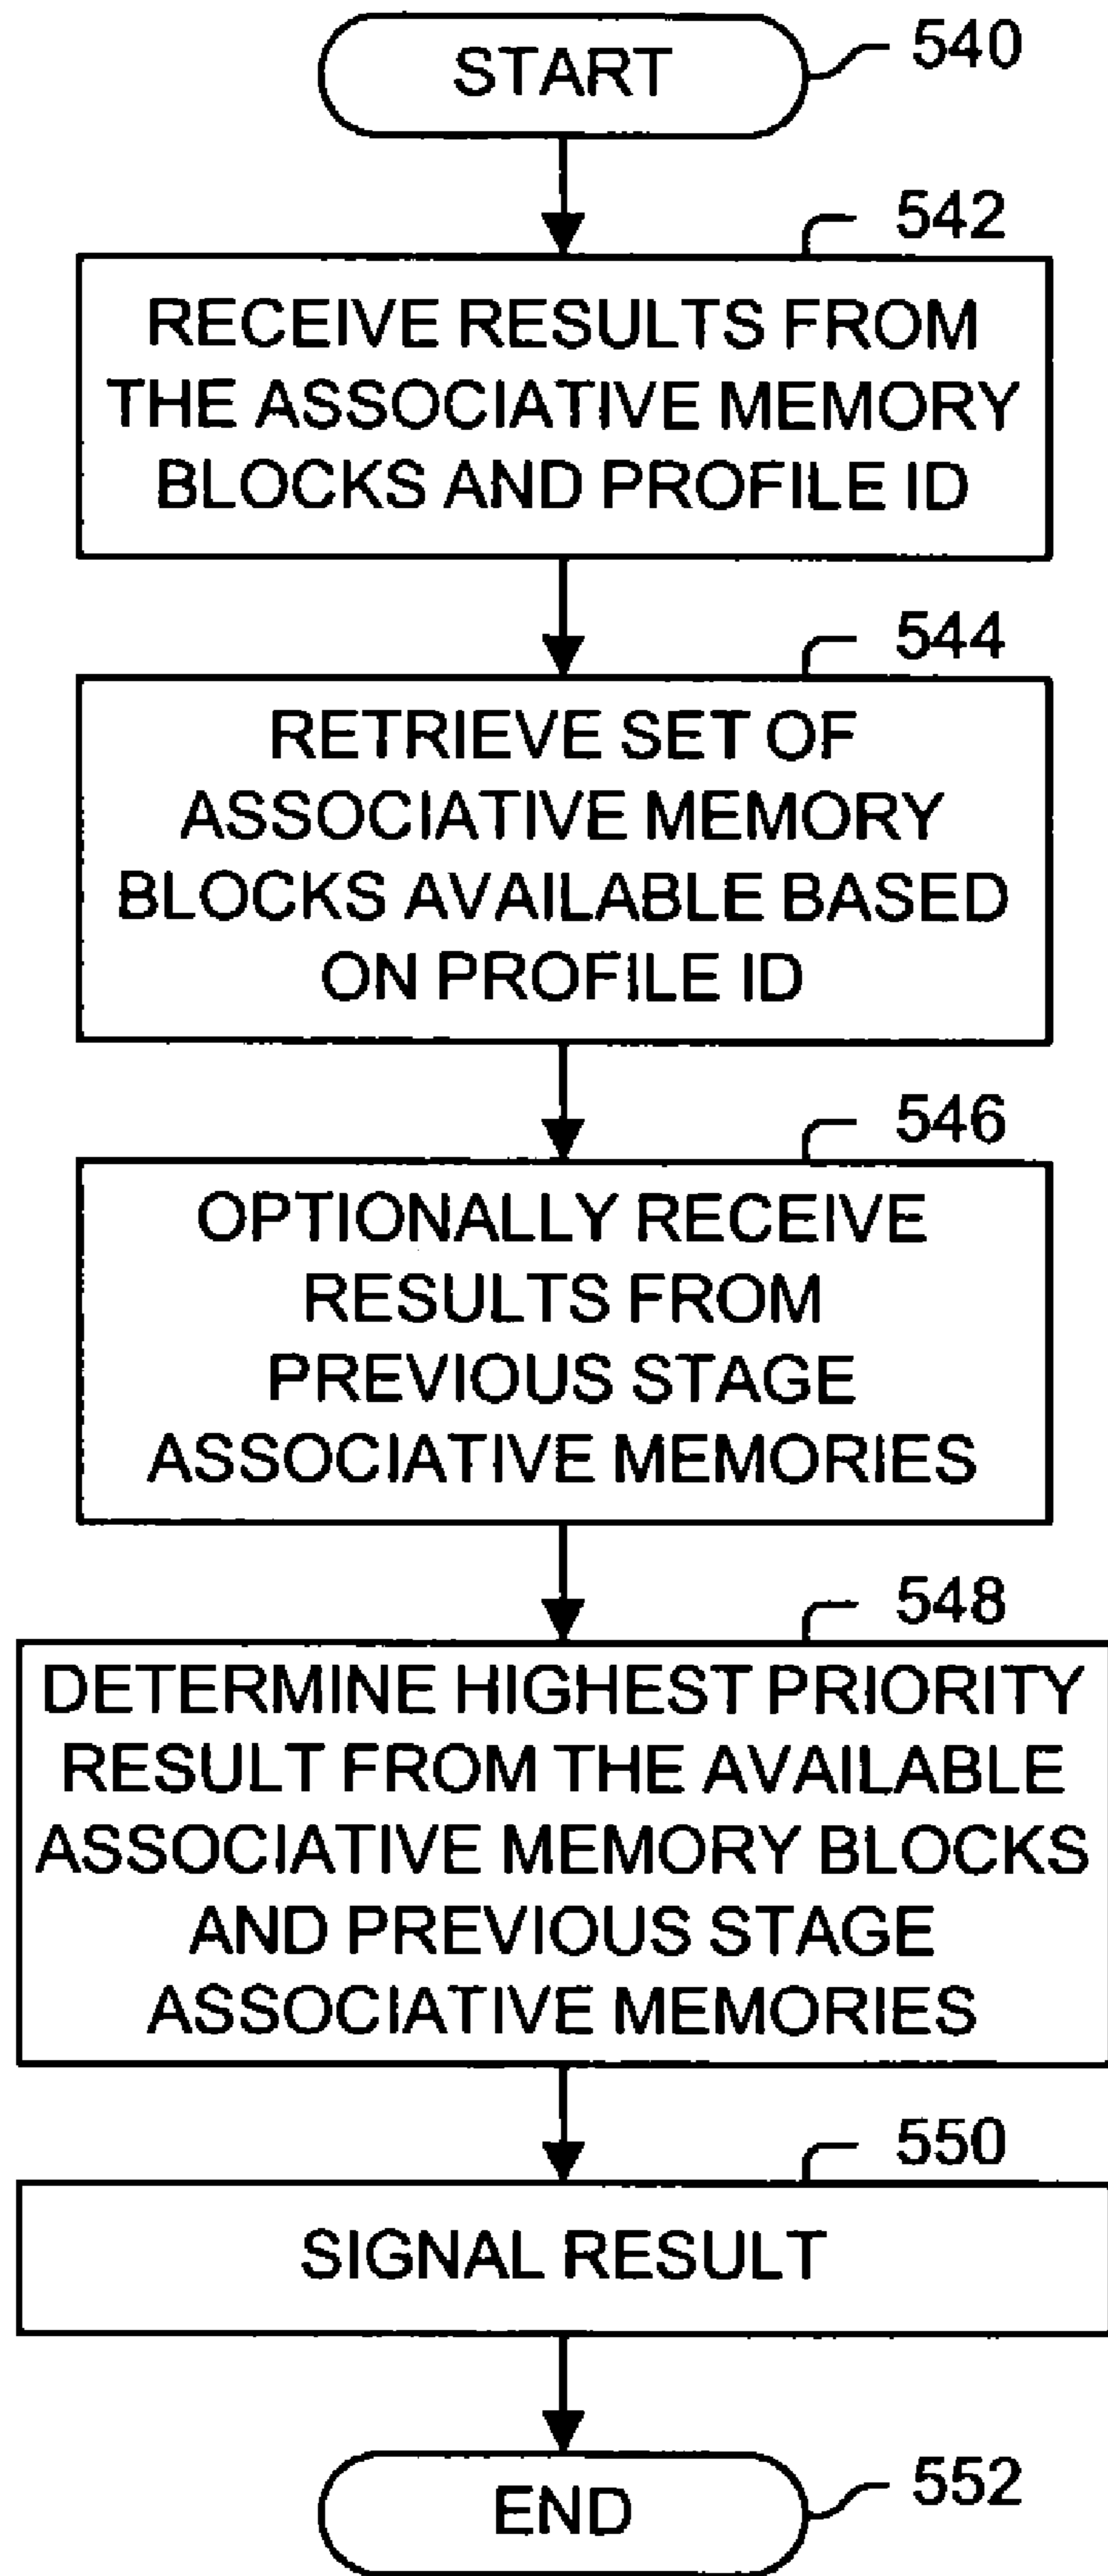 START
540
542
RECEIVE RESULTS FROM
THE ASSOCIATIVE MEMORY
BLOCKS AND PROFILE ID
544
RETRIEVE SET OF
ASSOCIATIVE MEMORY
BLOCKS AVAILABLE BASED
ON PROFILE ID
546
OPTIONALLY RECEIVE
RESULTS FROM
PREVIOUS STAGE
ASSOCIATIVE MEMORIES
548
DETERMINE HIGHEST PRIORITY
RESULT FROM THE AVAILABLE
ASSOCIATIVE MEMORY BLOCKS
AND PREVIOUS STAGE
ASSOCIATIVE MEMORIES
550
SIGNAL RESULT
END
552